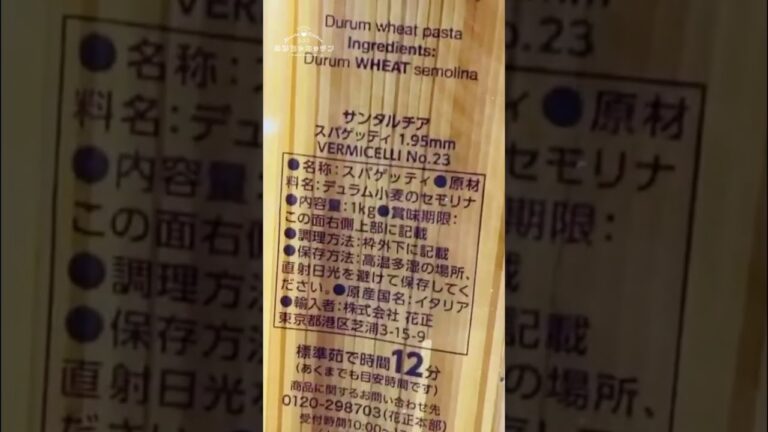 Durum wheat pasta
Ingredients:
Durum WHEAT semolina
サンタルチア
スパゲッティ 1.95mm
VERMICELLI No.23
●名称:スパゲッティ●原材
料名:デュラム小麦のセモリナ
●内容量:1kg●賞味期限:
この面右側上部に記載
●調理方法:枠外下に記載
●保存方法:高温多湿の場所、
直射日光を避けて保存してく
ださい。●原産国名:イタリア
●輸入者:株式会社 花正
東京都港区芝浦3-15-9
標準茹で時間12分
(あくまでも目安時間です)
商品に関するお問い合わせ先
0120-298703(花正本部)
受付時間10:00~17